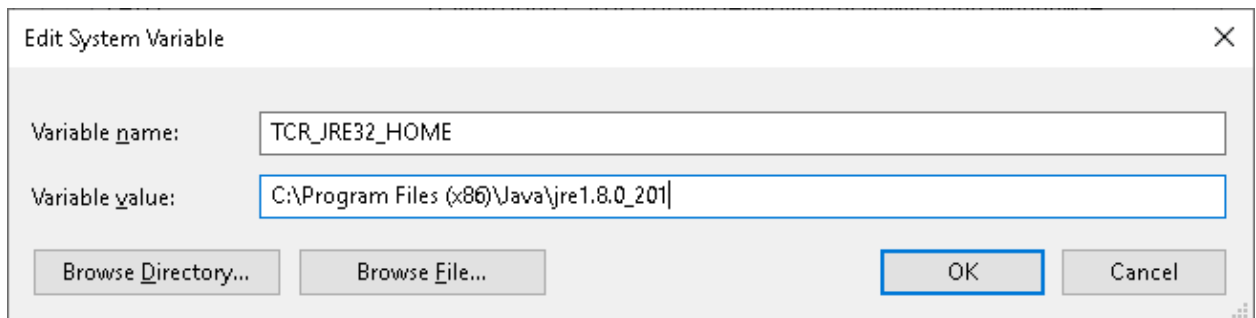 Edit System Variable
Variable name: TCR_JRE32_HOME
Variable value: C:\Program Files (x86)\Java\jre1.8.0_201
Browse Directory... Browse File... OK Cancel